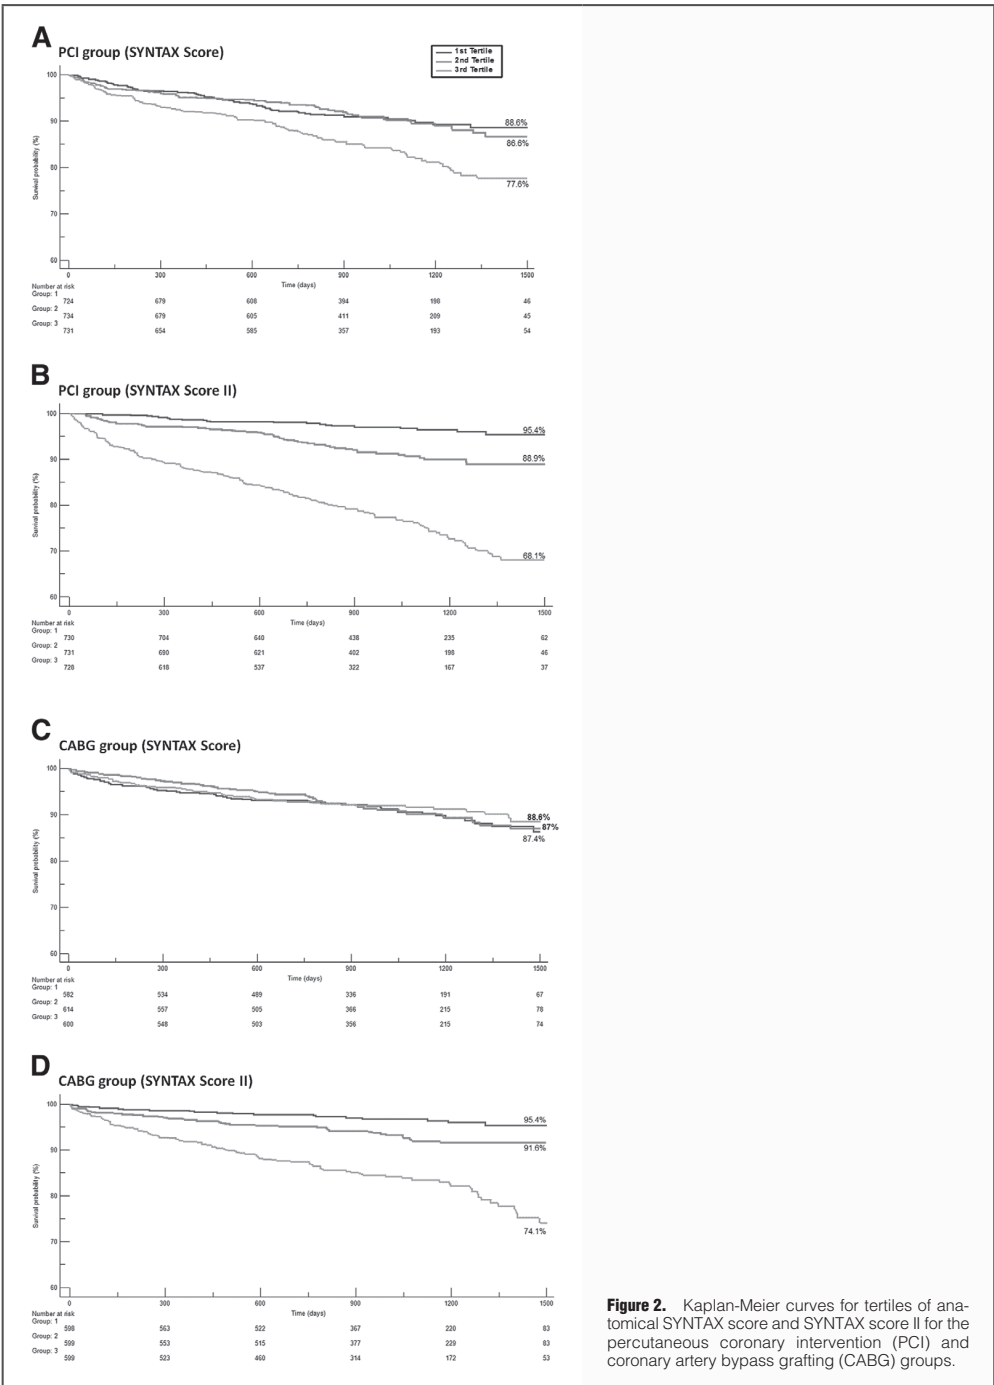 A
PCI group (SYNTAX Score)
1st Tertile
2nd Tertile
3rd Tertile
Survival probability (%)
100
90
80
70
60
88.6%
86.6%
77.6%
0 300 600 900 1200 1500
Time (days)
Number at risk
Group: 1
724 679 608 394 198 46
Group: 2
734 679 605 411 209 45
Group: 3
731 654 585 357 193 54
B
PCI group (SYNTAX Score II)
Survival probability (%)
100
90
80
70
60
95.4%
88.9%
68.1%
0 300 600 900 1200 1500
Time (days)
Number at risk
Group: 1
730 704 640 438 235 62
Group: 2
731 690 621 402 198 46
Group: 3
728 618 537 322 167 37
C
CABG group (SYNTAX Score)
Survival probability (%)
100
90
80
70
60
88.6%
87%
87.4%
0 300 600 900 1200 1500
Time (days)
Number at risk
Group: 1
582 534 489 336 191 67
Group: 2
614 557 505 366 215 78
Group: 3
600 548 503 356 215 74
D
CABG group (SYNTAX Score II)
Survival probability (%)
100
90
80
70
60
95.4%
91.6%
74.1%
0 300 600 900 1200 1500
Time (days)
Number at risk
Group: 1
598 563 522 367 220 83
Group: 2
599 553 515 377 229 83
Group: 3
599 523 460 314 172 53
Figure 2. Kaplan-Meier curves for tertiles of ana-
tomical SYNTAX score and SYNTAX score II for the
percutaneous coronary intervention (PCI) and
coronary artery bypass grafting (CABG) groups.